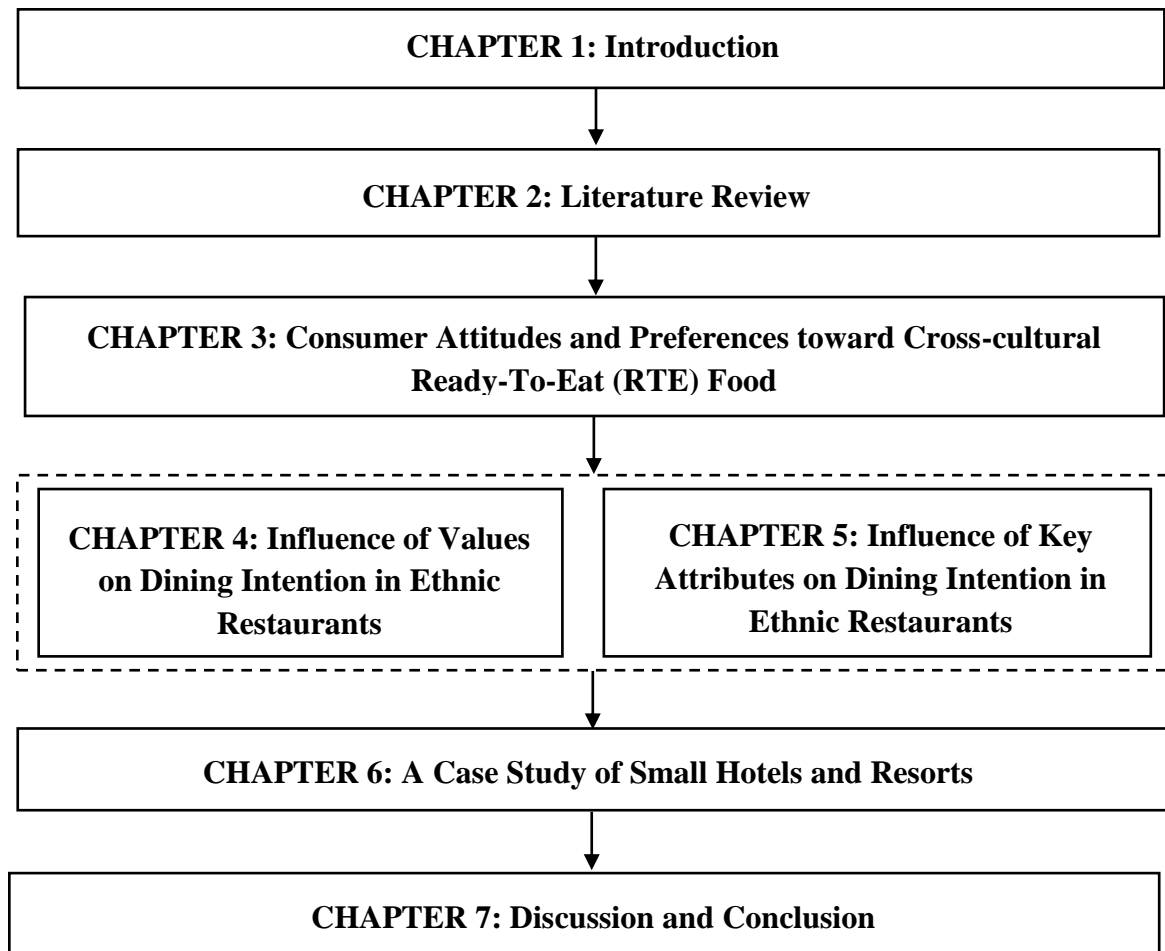 CHAPTER 1: Introduction
CHAPTER 2: Literature Review
CHAPTER 3: Consumer Attitudes and Preferences toward Cross-cultural
Ready-To-Eat (RTE) Food
CHAPTER 4: Influence of Values
on Dining Intention in Ethnic
Restaurants
CHAPTER 5: Influence of Key
Attributes on Dining Intention in
Ethnic Restaurants
CHAPTER 6: A Case Study of Small Hotels and Resorts
CHAPTER 7: Discussion and Conclusion